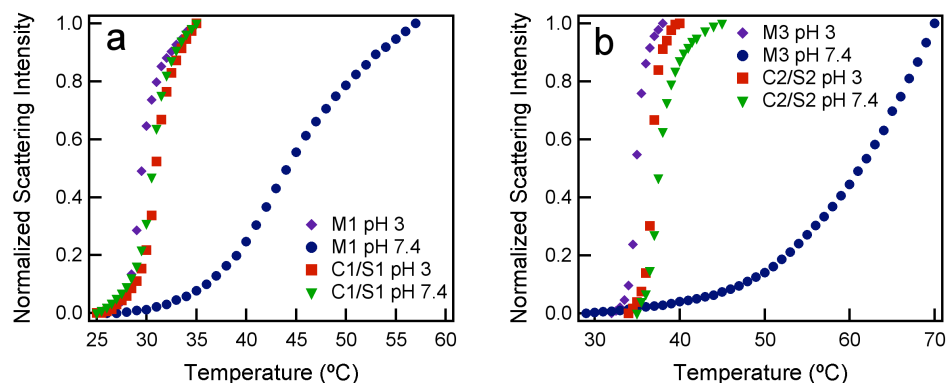 a
Normalized Scattering Intensity
1.0
0.8
0.6
0.4
0.2
0.0
M1 pH 3
M1 pH 7.4
C1/S1 pH 3
C1/S1 pH 7.4
25 30 35 40 45 50 55 60
Temperature (ºC)
b
Normalized Scattering Intensity
1.0
0.8
0.6
0.4
0.2
0.0
M3 pH 3
M3 pH 7.4
C2/S2 pH 3
C2/S2 pH 7.4
30 40 50 60 70
Temperature (ºC)